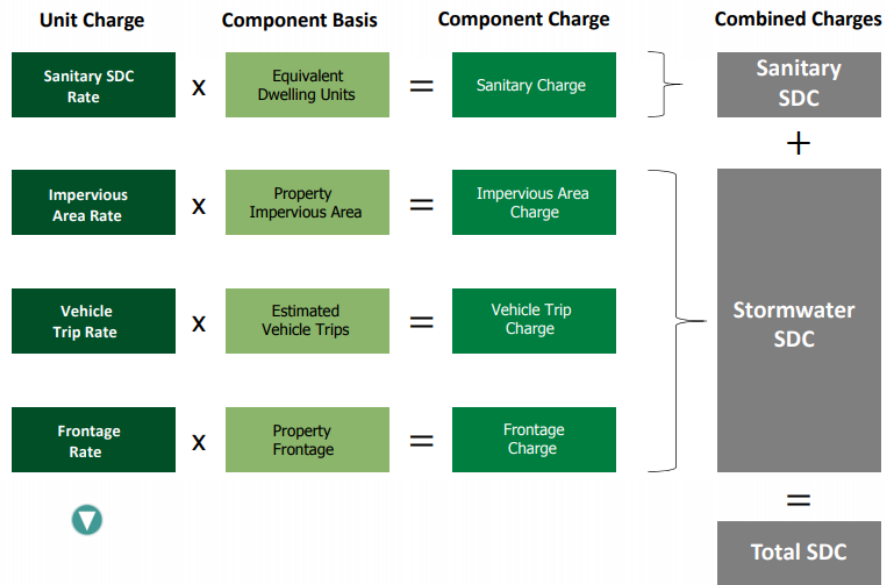 Unit Charge Component Basis Component Charge Combined Charges
Sanitary SDC
Rate
x
Equivalent
Dwelling Units
=
Sanitary Charge
Sanitary
SDC
+
Impervious
Area Rate
x
Property
Impervious Area
=
Impervious Area
Charge
Vehicle
Trip Rate
x
Estimated
Vehicle Trips
=
Vehicle Trip
Charge
Stormwater
SDC
Frontage
Rate
x
Property
Frontage
=
Frontage
Charge
=
Total SDC